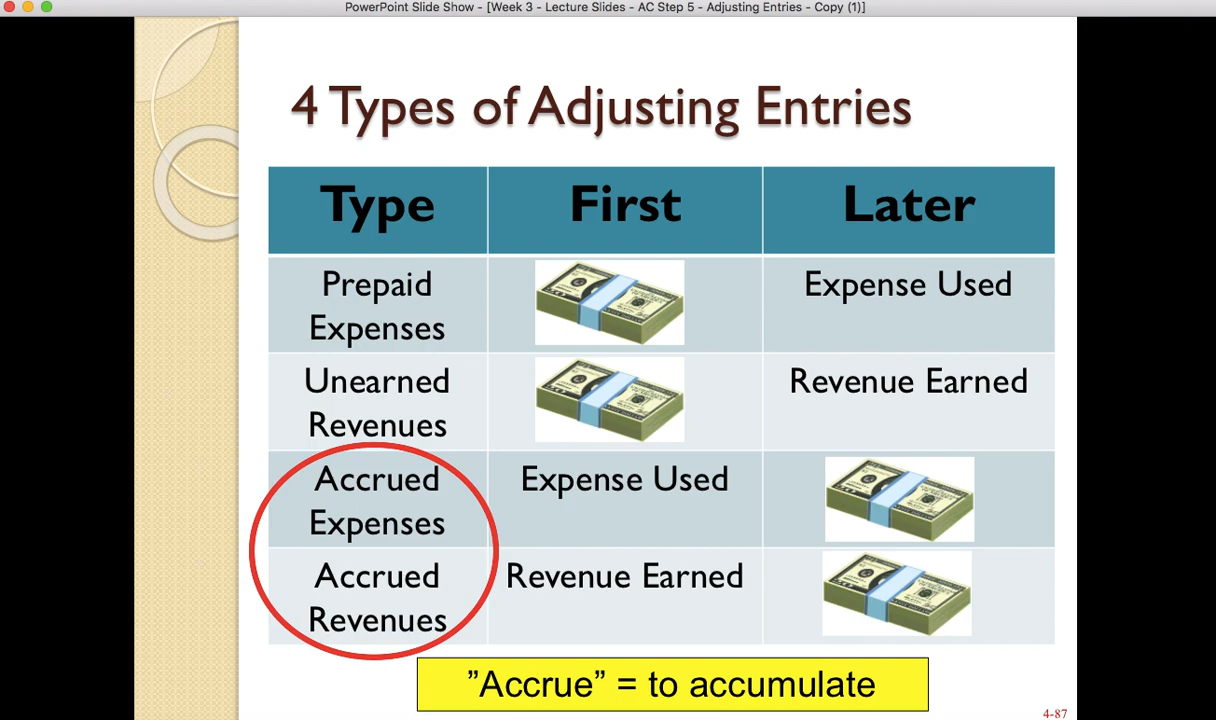 PowerPoint Slide Show - [Week 3 - Lecture Slides - AC Step 5 - Adjusting Entries - Copy (1)]
4 Types of Adjusting Entries
Type First Later
Prepaid
Expenses
Expense Used
Unearned
Revenues
Revenue Earned
Accrued
Expenses
Expense Used
Accrued
Revenues
Revenue Earned
”Accrue” = to accumulate
4-87